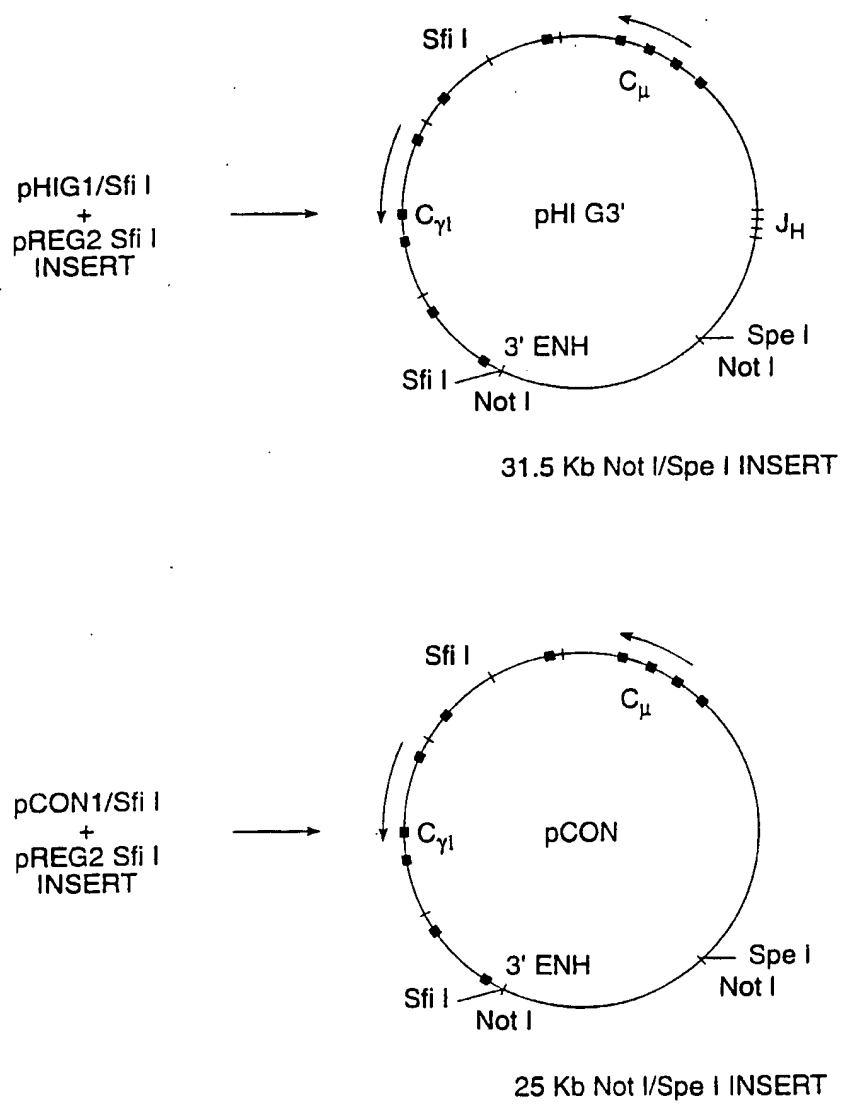 Sfi I
Cμ
pHIG1/Sfi I
+
pREG2 Sfi I
INSERT
Cγ1
pHI G3'
JH
3' ENH
Spe I
Sfi I
Not I
Not I
31.5 Kb Not I/Spe I INSERT
Sfi I
Cμ
pCON1/Sfi I
+
pREG2 Sfi I
INSERT
Cγ1
pCON
3' ENH
Spe I
Sfi I
Not I
Not I
25 Kb Not I/Spe I INSERT